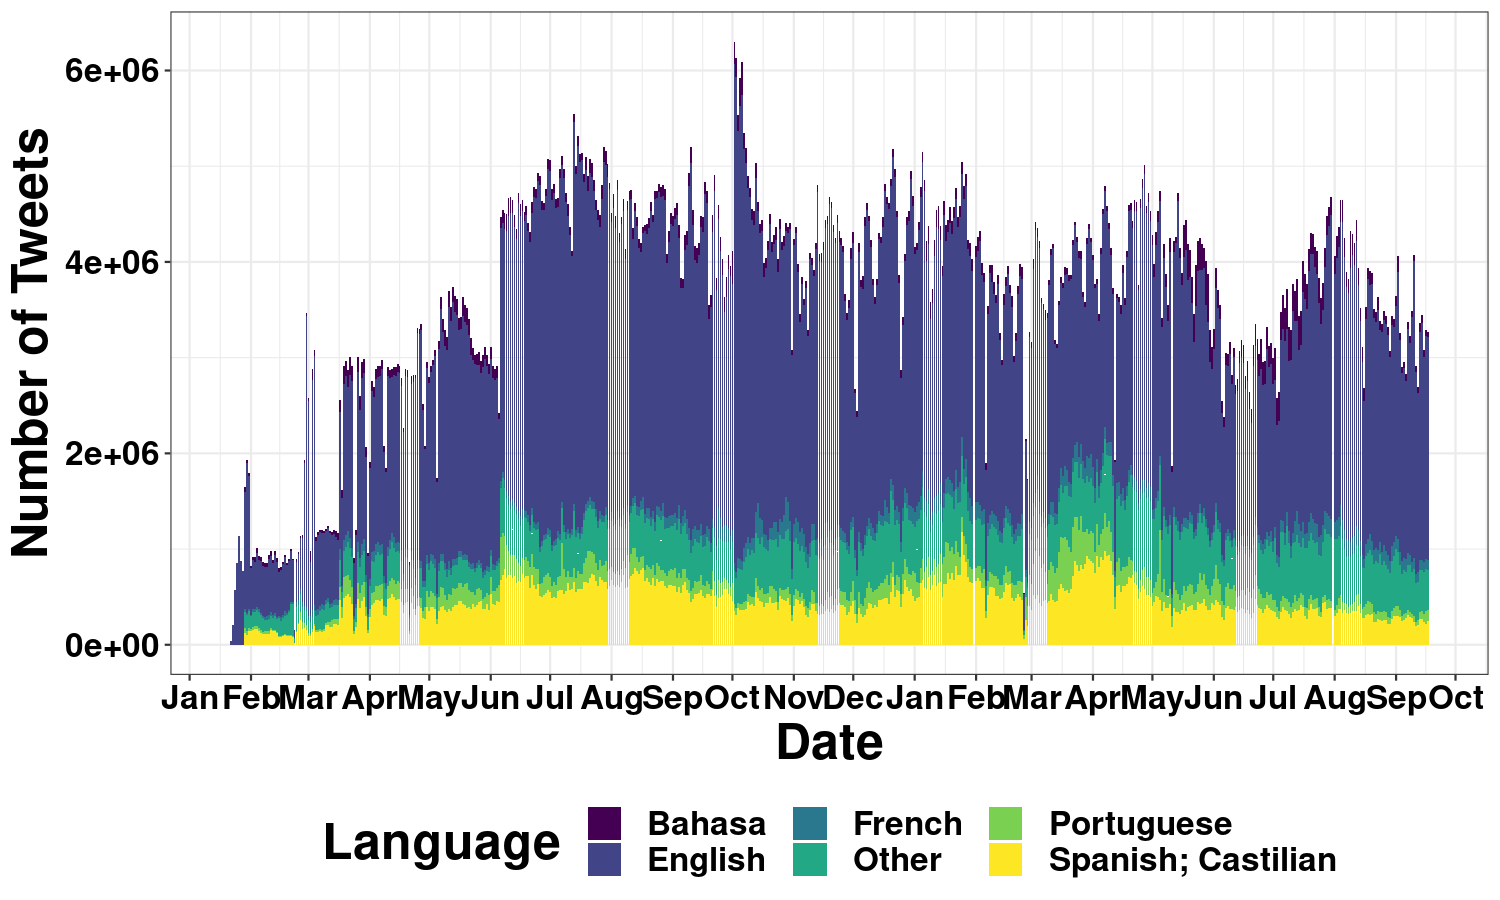 Number of Tweets
6e+06
4e+06
2e+06
0e+00
Jan Feb Mar Apr May Jun Jul Aug Sep Oct Nov Dec Jan Feb Mar Apr May Jun Jul Aug Sep Oct
Date
Language
Bahasa French Portuguese
English Other Spanish; Castilian